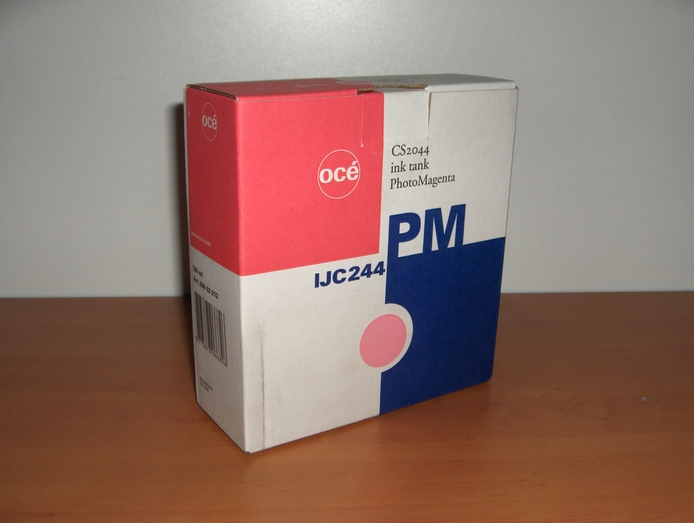 océ
océ
CS2044
ink tank
PhotoMagenta
PM
IJC244